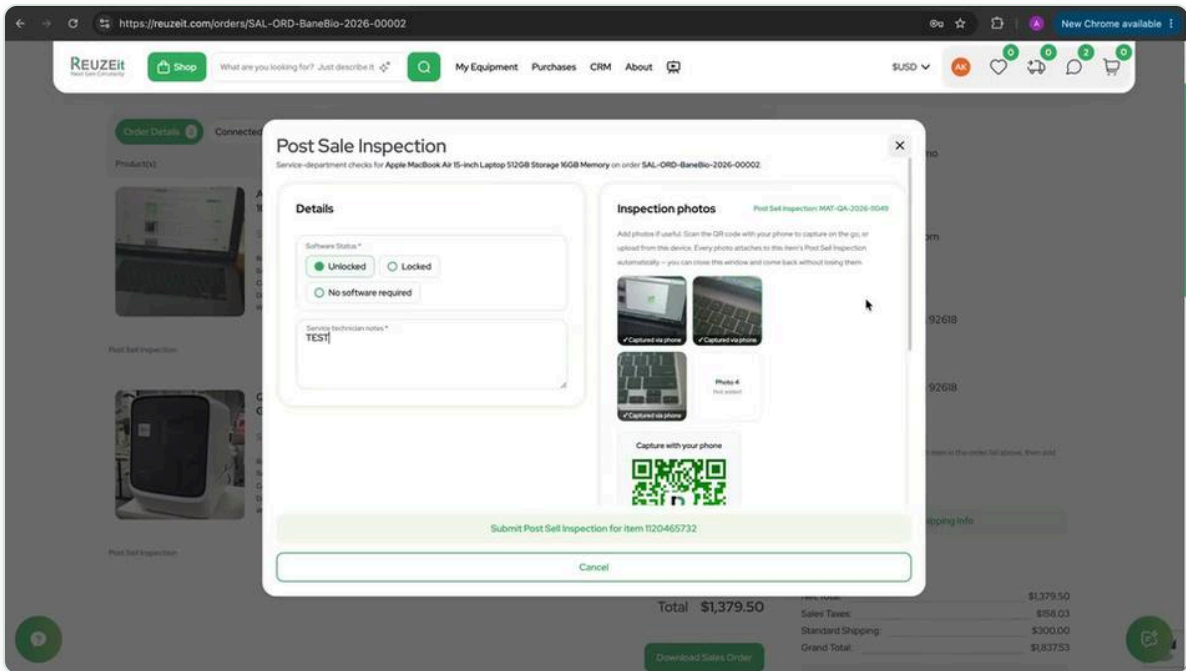 https://reuzeit.com/orders/SAL-ORD-BaneBio-2026-00002
A
New Chrome available
REUZEit
Next Gen Circularity
Shop
What are you looking for? Just describe it
My Equipment
Purchases
CRM
About
$USD
AK
0
0
2
0
Order Details
Connected
Product(s):
Post Sell Inspection
Post Sell Inspection
Post Sale Inspection
Service-department checks for Apple MacBook Air 15-inch Laptop 512GB Storage 16GB Memory on order SAL-ORD-BaneBio-2026-00002.
Details
Software Status *
Unlocked
Locked
No software required
Service technician notes *
TEST
Inspection photos
Post Sell Inspection: MAT-QA-2026-11049
Add photos if useful. Scan the QR code with your phone to capture on the go, or
upload from this device. Every photo attaches to this item's Post Sell Inspection
automatically – you can close this window and come back without losing them.
✓ Captured via phone
✓ Captured via phone
✓ Captured via phone
Photo 4
Not added
Capture with your phone
Submit Post Sell Inspection for item 1120465732
Cancel
92618
92618
Total $1,379.50
Download Sales Order
Net Total: $1,379.50
Sales Taxes: $158.03
Standard Shipping: $300.00
Grand Total: $1,837.53